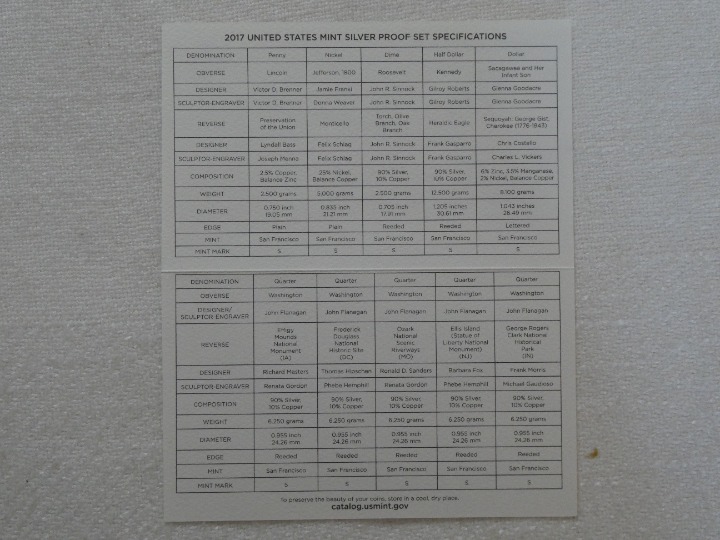 2017 UNITED STATES MINT SILVER PROOF SET SPECIFICATIONS
DENOMINATION Penny Nickel Dime Half Dollar Dollar
OBVERSE Lincoln Jefferson, 1800 Roosevelt Kennedy Sacagawea and Her
Infant Son
DESIGNER Victor D. Brenner Jamie Franki John R. Sinnock Gilroy Roberts Glenna Goodacre
SCULPTOR-ENGRAVER Victor D. Brenner Donna Weaver John R. Sinnock Gilroy Roberts Glenna Goodacre
REVERSE Preservation
of the Union Monticello Torch, Olive
Branch, Oak
Branch Heraldic Eagle Sequoyah, George Gist,
Cherokee (1776-1843)
DESIGNER Lyndall Bass Felix Schlag John R. Sinnock Frank Gasparro Chris Costello
SCULPTOR-ENGRAVER Joseph Menna Felix Schlag John R. Sinnock Frank Gasparro Charles L. Vickers
COMPOSITION 2.5% Copper,
Balance Zinc 25% Nickel,
Balance Copper 90% Silver,
10% Copper 90% Silver,
10% Copper 6% Zinc, 3.5% Manganese,
2% Nickel, Balance Copper
WEIGHT 2.500 grams 5.000 grams 2.500 grams 12.500 grams 8.100 grams
DIAMETER 0.750 inch
19.05 mm 0.835 inch
21.21 mm 0.705 inch
17.91 mm 1.205 inches
30.61 mm 1.043 inches
26.49 mm
EDGE Plain Plain Reeded Reeded Lettered
MINT San Francisco San Francisco San Francisco San Francisco San Francisco
MINT MARK S S S S S
DENOMINATION Quarter Quarter Quarter Quarter Quarter
OBVERSE Washington Washington Washington Washington Washington
DESIGNER/
SCULPTOR-ENGRAVER John Flanagan John Flanagan John Flanagan John Flanagan John Flanagan
REVERSE Effigy
Mounds
National
Monument
(IA) Frederick
Douglass
National
Historic Site
(DC) Ozark
National
Scenic
Riverways
(MO) Ellis Island
(Statue of
Liberty National
Monument)
(NJ) George Rogers
Clark National
Historical
Park
(IN)
DESIGNER Richard Masters Thomas Hipschen Ronald D. Sanders Barbara Fox Frank Morris
SCULPTOR-ENGRAVER Renata Gordon Phebe Hemphill Renata Gordon Phebe Hemphill Michael Gaudioso
COMPOSITION 90% Silver,
10% Copper 90% Silver,
10% Copper 90% Silver,
10% Copper 90% Silver,
10% Copper 90% Silver,
10% Copper
WEIGHT 6.250 grams 6.250 grams 6.250 grams 6.250 grams 6.250 grams
DIAMETER 0.955 inch
24.26 mm 0.955 inch
24.26 mm 0.955 inch
24.26 mm 0.955 inch
24.26 mm 0.955 inch
24.26 mm
EDGE Reeded Reeded Reeded Reeded Reeded
MINT San Francisco San Francisco San Francisco San Francisco San Francisco
MINT MARK S S S S S
To preserve the beauty of your coins, store in a cool, dry place.
catalog.usmint.gov